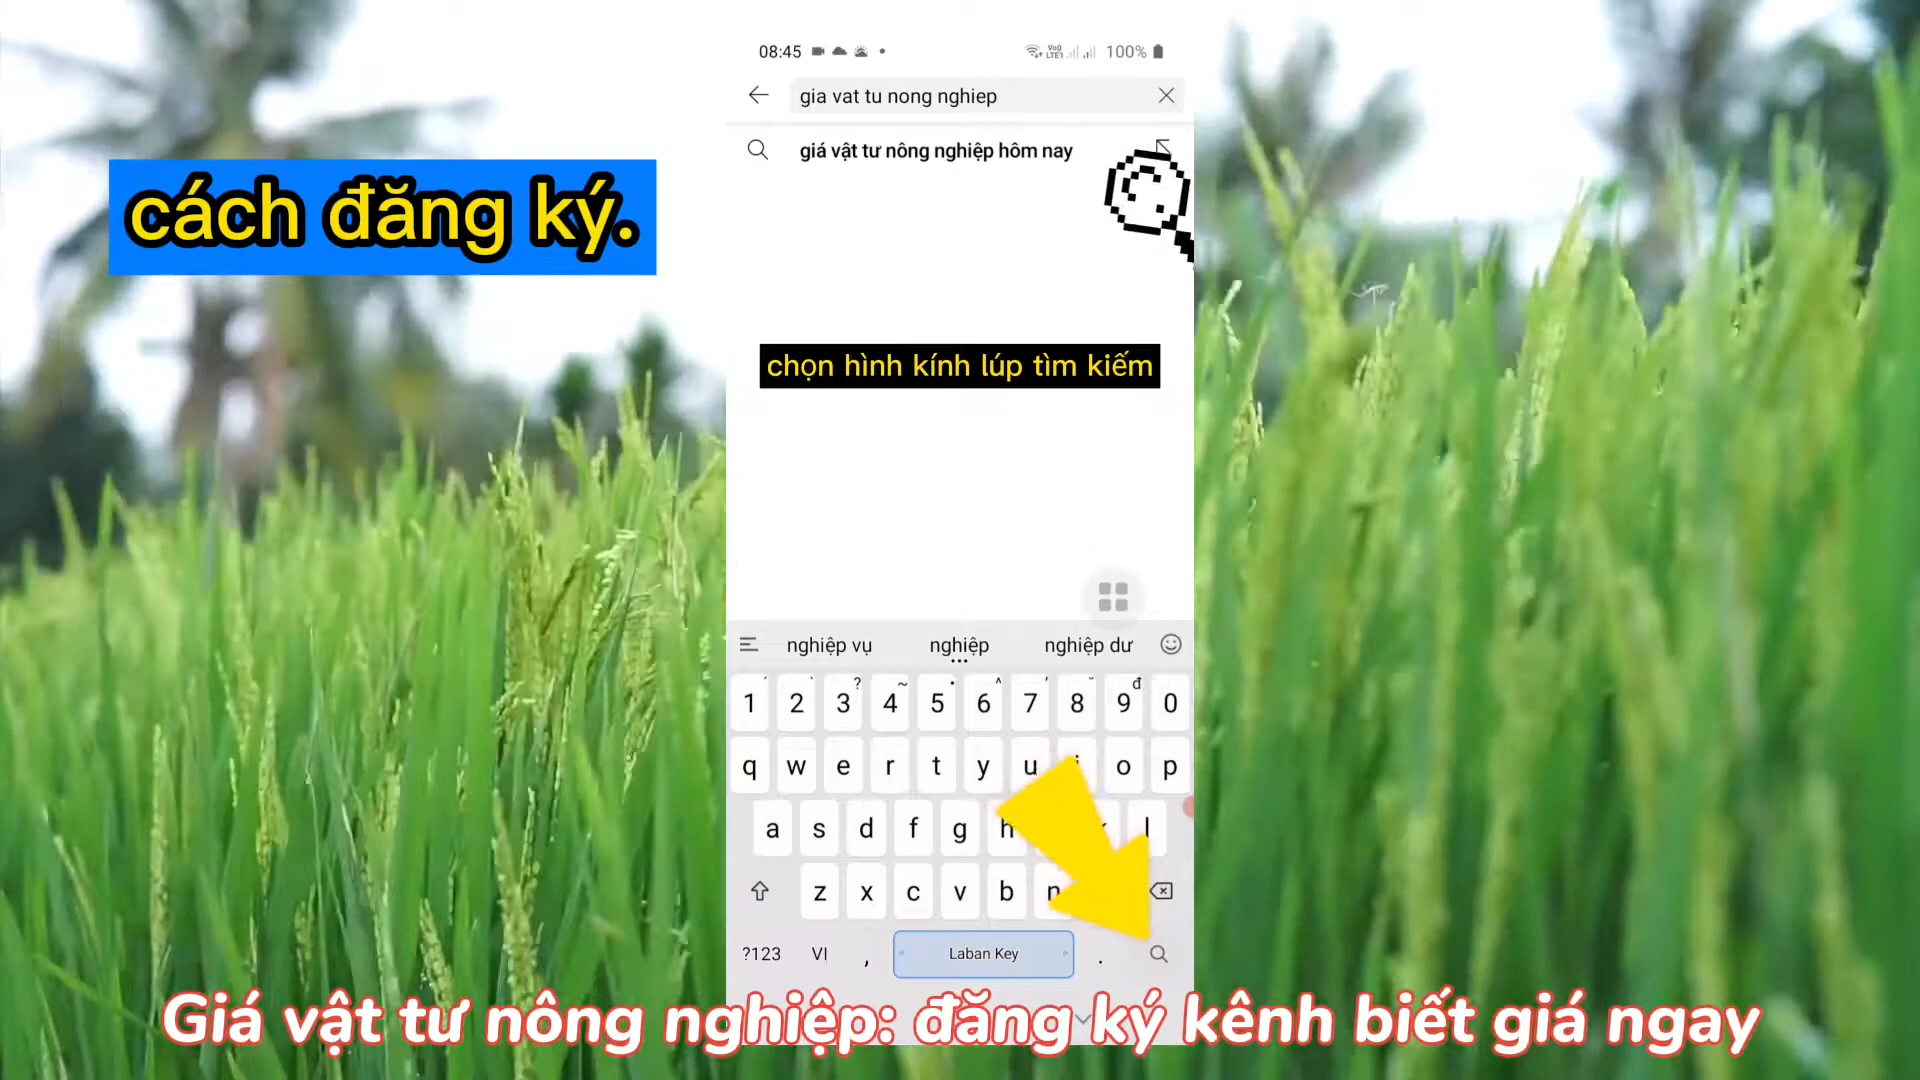 08:45
Vo)) LTE1 100%
gia vat tu nong nghiep
giá vật tư nông nghiệp hôm nay
cách đăng ký.
chọn hình kính lúp tìm kiếm
nghiệp vụ nghiệp nghiệp dư
1 2 3 4 5 6 7 8 9 0
q w e r t y u i o p
a s d f g h l
z x c v b n
?123 VI , Laban Key .
Giá vật tư nông nghiệp: đăng ký kênh biết giá ngay